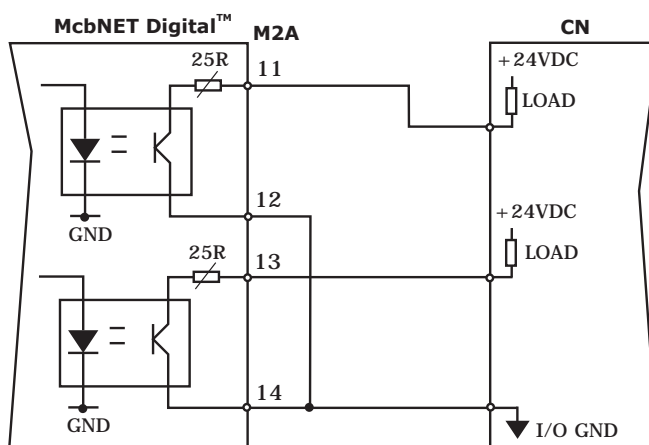 McbNET Digital™
M2A
CN
25R
11
+24VDC
LOAD
12
GND
+24VDC
25R
13
LOAD
14
GND
I/O GND